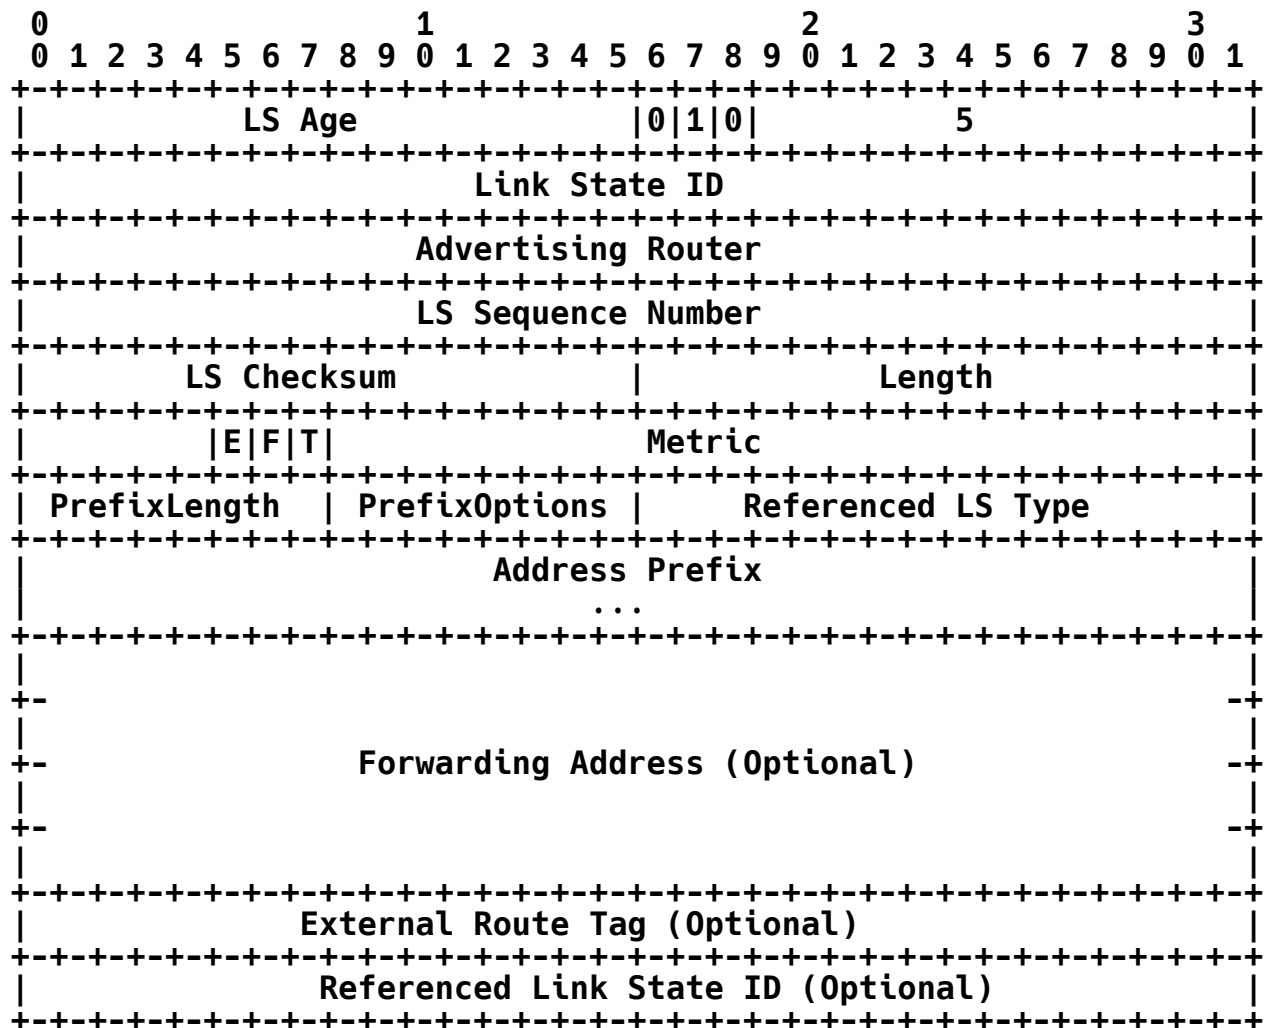 0                   1                   2                   3
 0 1 2 3 4 5 6 7 8 9 0 1 2 3 4 5 6 7 8 9 0 1 2 3 4 5 6 7 8 9 0 1
+-+-+-+-+-+-+-+-+-+-+-+-+-+-+-+-+-+-+-+-+-+-+-+-+-+-+-+-+-+-+-+-+
|           LS Age              |0|1|0|          5              |
+-+-+-+-+-+-+-+-+-+-+-+-+-+-+-+-+-+-+-+-+-+-+-+-+-+-+-+-+-+-+-+-+
|                       Link State ID                           |
+-+-+-+-+-+-+-+-+-+-+-+-+-+-+-+-+-+-+-+-+-+-+-+-+-+-+-+-+-+-+-+-+
|                    Advertising Router                         |
+-+-+-+-+-+-+-+-+-+-+-+-+-+-+-+-+-+-+-+-+-+-+-+-+-+-+-+-+-+-+-+-+
|                    LS Sequence Number                         |
+-+-+-+-+-+-+-+-+-+-+-+-+-+-+-+-+-+-+-+-+-+-+-+-+-+-+-+-+-+-+-+-+
|        LS Checksum            |            Length             |
+-+-+-+-+-+-+-+-+-+-+-+-+-+-+-+-+-+-+-+-+-+-+-+-+-+-+-+-+-+-+-+-+
|         |E|F|T|                Metric                         |
+-+-+-+-+-+-+-+-+-+-+-+-+-+-+-+-+-+-+-+-+-+-+-+-+-+-+-+-+-+-+-+-+
| PrefixLength  | PrefixOptions |     Referenced LS Type        |
+-+-+-+-+-+-+-+-+-+-+-+-+-+-+-+-+-+-+-+-+-+-+-+-+-+-+-+-+-+-+-+-+
|                        Address Prefix                         |
|                             ...                               |
+-+-+-+-+-+-+-+-+-+-+-+-+-+-+-+-+-+-+-+-+-+-+-+-+-+-+-+-+-+-+-+-+
|                                                               |
+-                                                             -+
|                                                               |
+-                Forwarding Address (Optional)                -+
|                                                               |
+-                                                             -+
|                                                               |
+-+-+-+-+-+-+-+-+-+-+-+-+-+-+-+-+-+-+-+-+-+-+-+-+-+-+-+-+-+-+-+-+
|              External Route Tag (Optional)                    |
+-+-+-+-+-+-+-+-+-+-+-+-+-+-+-+-+-+-+-+-+-+-+-+-+-+-+-+-+-+-+-+-+
|               Referenced Link State ID (Optional)             |
+-+-+-+-+-+-+-+-+-+-+-+-+-+-+-+-+-+-+-+-+-+-+-+-+-+-+-+-+-+-+-+-+